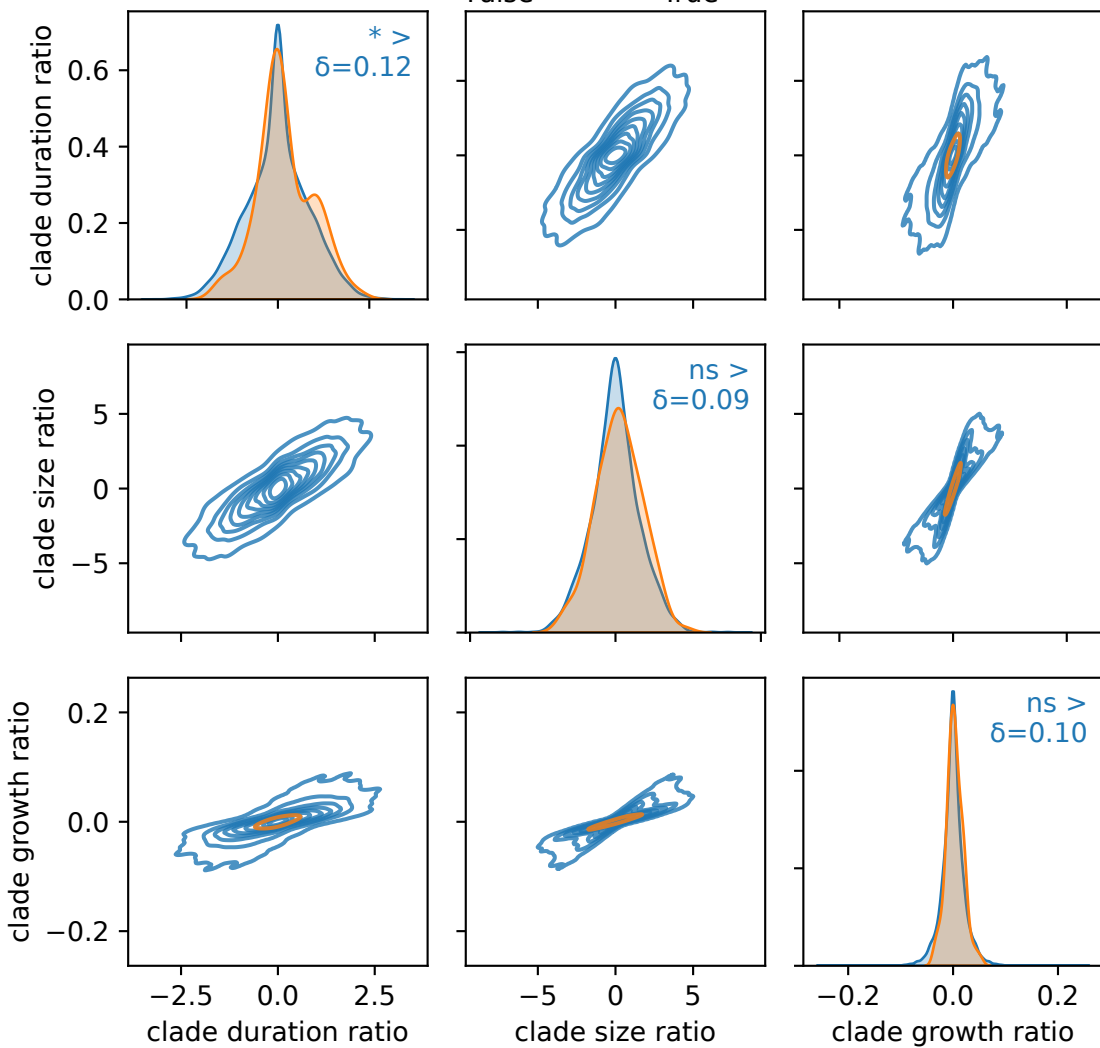 * >
δ=0.12
clade duration ratio
0.6
0.4
0.2
0.0
ns >
δ=0.09
clade size ratio
5
0
−5
ns >
δ=0.10
clade growth ratio
0.2
0.0
−0.2
−2.5 0.0 2.5
−5 0 5
−0.2 0.0 0.2
clade duration ratio
clade size ratio
clade growth ratio